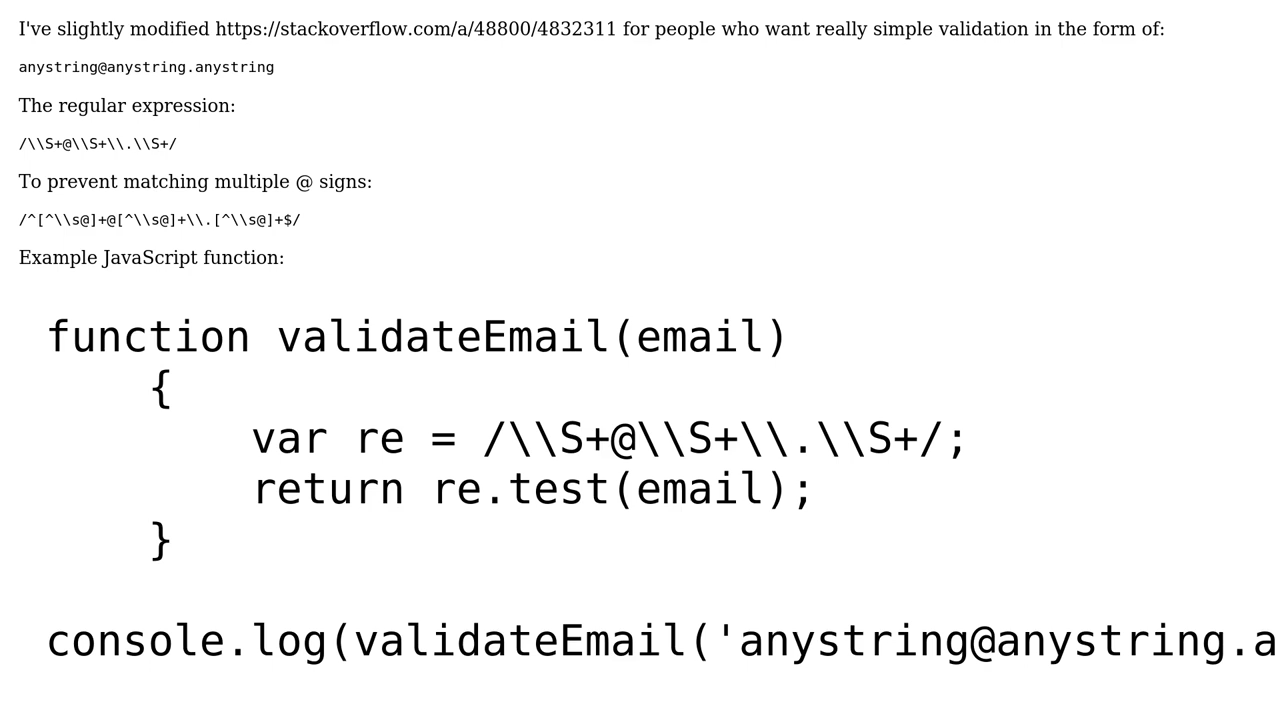 I've slightly modified https://stackoverflow.com/a/48800/4832311 for people who want really simple validation in the form of:
anystring@anystring.anystring
The regular expression:
/\\S+@\\S+\\.\\S+/
To prevent matching multiple @ signs:
/^[^\\s@]+@[^\\s@]+\\.[^\\s@]+$/
Example JavaScript function:
function validateEmail(email)
    {
        var re = /\\S+@\\S+\\.\\S+/;
        return re.test(email);
    }
console.log(validateEmail('anystring@anystring.a